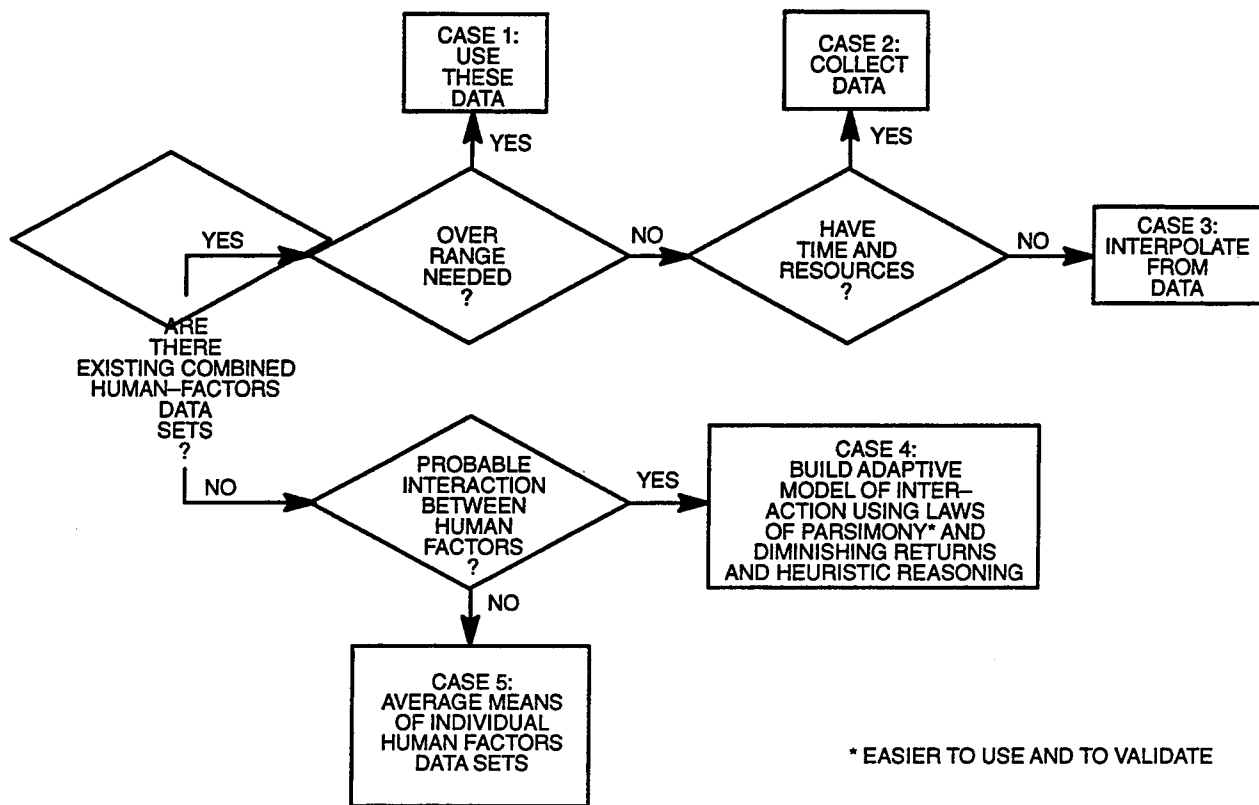 CASE 1:
USE
THESE
DATA
YES
CASE 2:
COLLECT
DATA
YES
YES
OVER
RANGE
NEEDED
?
NO
HAVE
TIME AND
RESOURCES
?
NO
CASE 3:
INTERPOLATE
FROM
DATA
ARE
THERE
EXISTING COMBINED
HUMAN–FACTORS
DATA
SETS
?
NO
PROBABLE
INTERACTION
BETWEEN
HUMAN
FACTORS
?
YES
CASE 4:
BUILD ADAPTIVE
MODEL OF INTER–
ACTION USING LAWS
OF PARSIMONY* AND
DIMINISHING RETURNS
AND HEURISTIC REASONING
NO
CASE 5:
AVERAGE MEANS
OF INDIVIDUAL
HUMAN FACTORS
DATA SETS
* EASIER TO USE AND TO VALIDATE